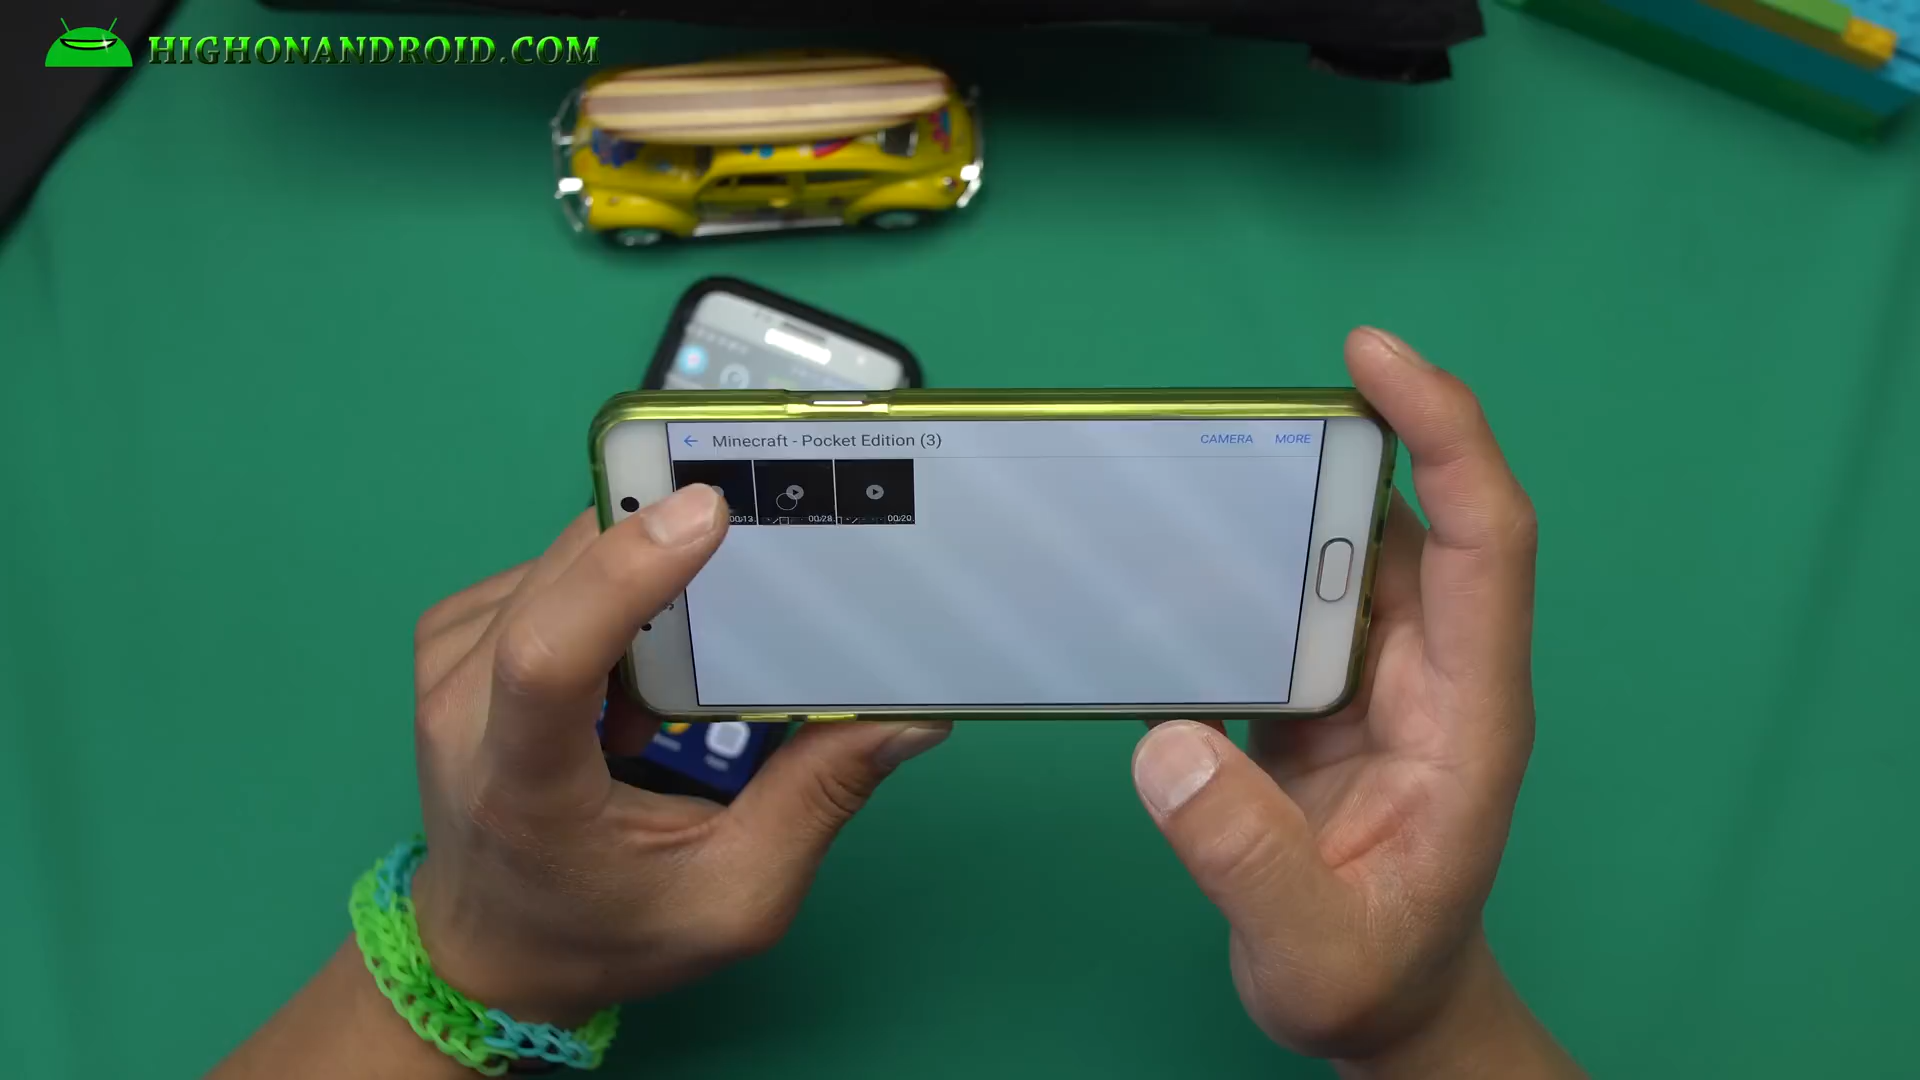 HIGHONANDROID.COM
Minecraft - Pocket Edition (3)
CAMERA MORE
00:13 00:28 00:20